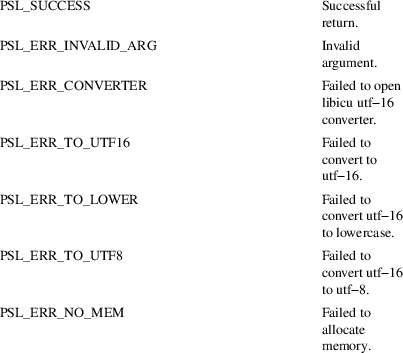 PSL_SUCCESS Successful
return.
PSL_ERR_INVALID_ARG Invalid
argument.
PSL_ERR_CONVERTER Failed to open
libicu utf−16
converter.
PSL_ERR_TO_UTF16 Failed to
convert to
utf−16.
PSL_ERR_TO_LOWER Failed to
convert utf−16
to lowercase.
PSL_ERR_TO_UTF8 Failed to
convert utf−16
to utf−8.
PSL_ERR_NO_MEM Failed to
allocate
memory.